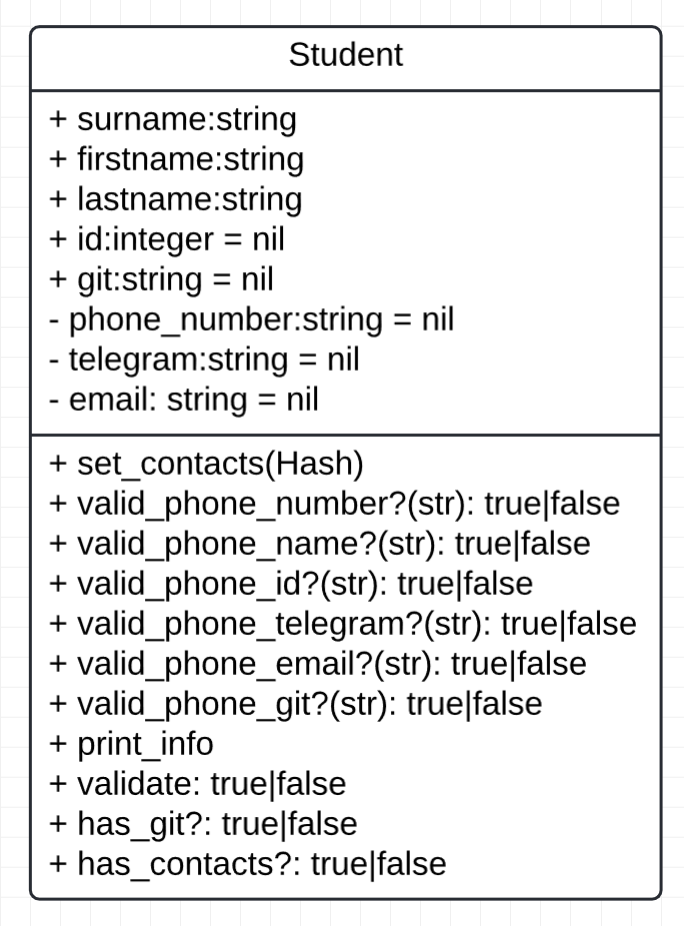 Student
+ surname:string
+ firstname:string
+ lastname:string
+ id:integer = nil
+ git:string = nil
- phone_number:string = nil
- telegram:string = nil
- email: string = nil
+ set_contacts(Hash)
+ valid_phone_number?(str): true|false
+ valid_phone_name?(str): true|false
+ valid_phone_id?(str): true|false
+ valid_phone_telegram?(str): true|false
+ valid_phone_email?(str): true|false
+ valid_phone_git?(str): true|false
+ print_info
+ validate: true|false
+ has_git?: true|false
+ has_contacts?: true|false